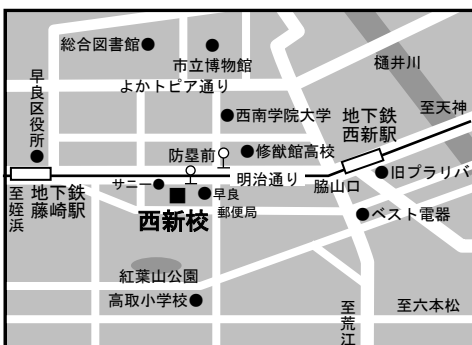 総合図書館
市立博物館
樋井川
よかトピア通り
早良区役所
西南学院大学
地下鉄
西新駅
至天神
防塁前
修猷館高校
サニー
早良
郵便局
明治通り
脇山口
旧プラリバ
至姪浜
地下鉄
藤崎駅
西新校
ベスト電器
紅葉山公園
高取小学校
至荒江
至六本松